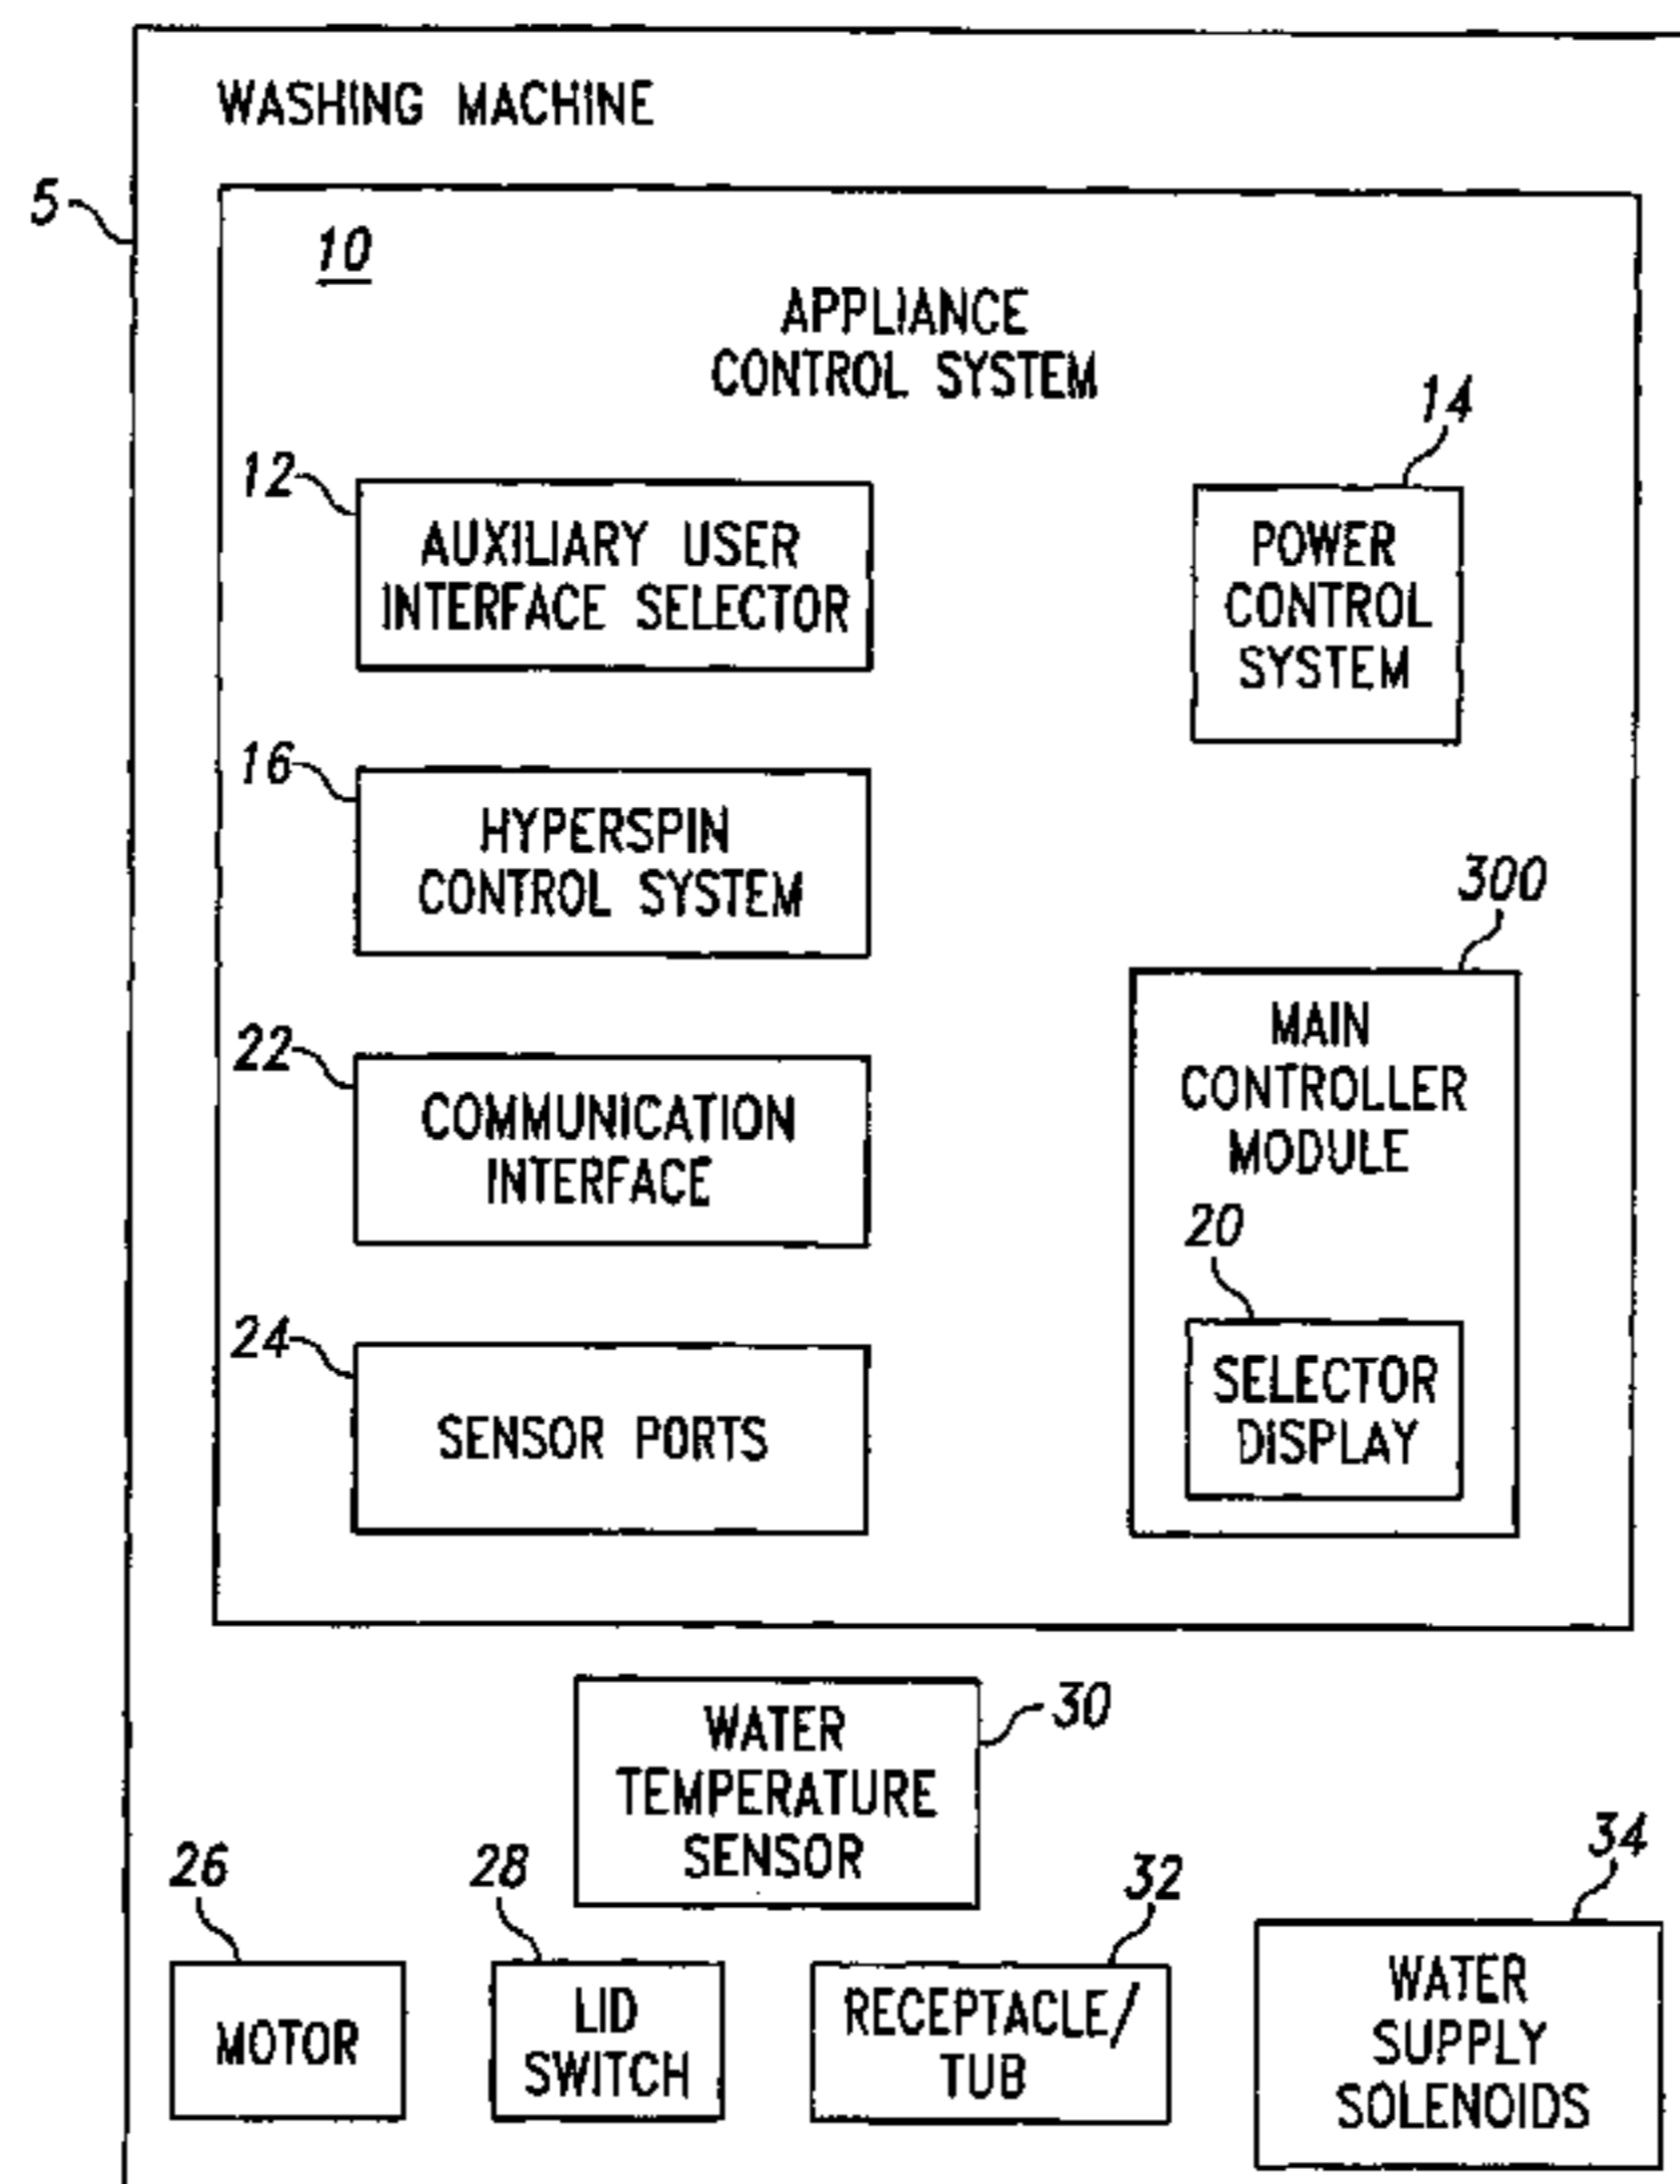 WASHING MACHINE
5
10
APPLIANCE
CONTROL SYSTEM
14
12
AUXILIARY USER
INTERFACE SELECTOR
POWER
CONTROL
SYSTEM
16
HYPERSPIN
CONTROL SYSTEM
300
MAIN
CONTROLLER
MODULE
22
COMMUNICATION
INTERFACE
20
SELECTOR
DISPLAY
24
SENSOR PORTS
30
WATER
TEMPERATURE
SENSOR
26
MOTOR
28
LID
SWITCH
32
RECEPTACLE/
TUB
34
WATER
SUPPLY
SOLENOIDS